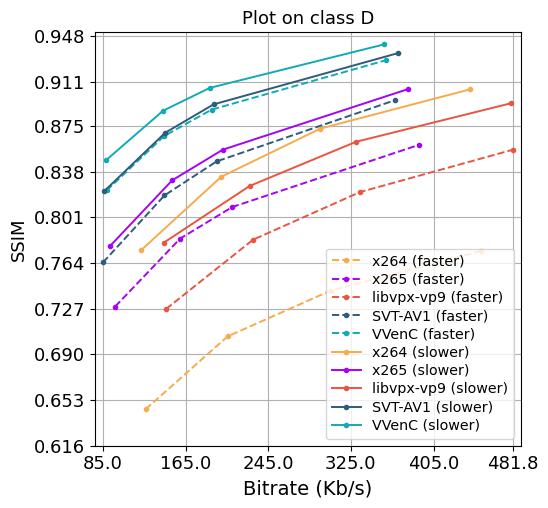 Plot on class D
SSIM
0.948
0.911
0.875
0.838
0.801
0.764
0.727
0.690
0.653
0.616
x264 (faster)
x265 (faster)
libvpx-vp9 (faster)
SVT-AV1 (faster)
VVenC (faster)
x264 (slower)
x265 (slower)
libvpx-vp9 (slower)
SVT-AV1 (slower)
VVenC (slower)
85.0 165.0 245.0 325.0 405.0 481.8
Bitrate (Kb/s)